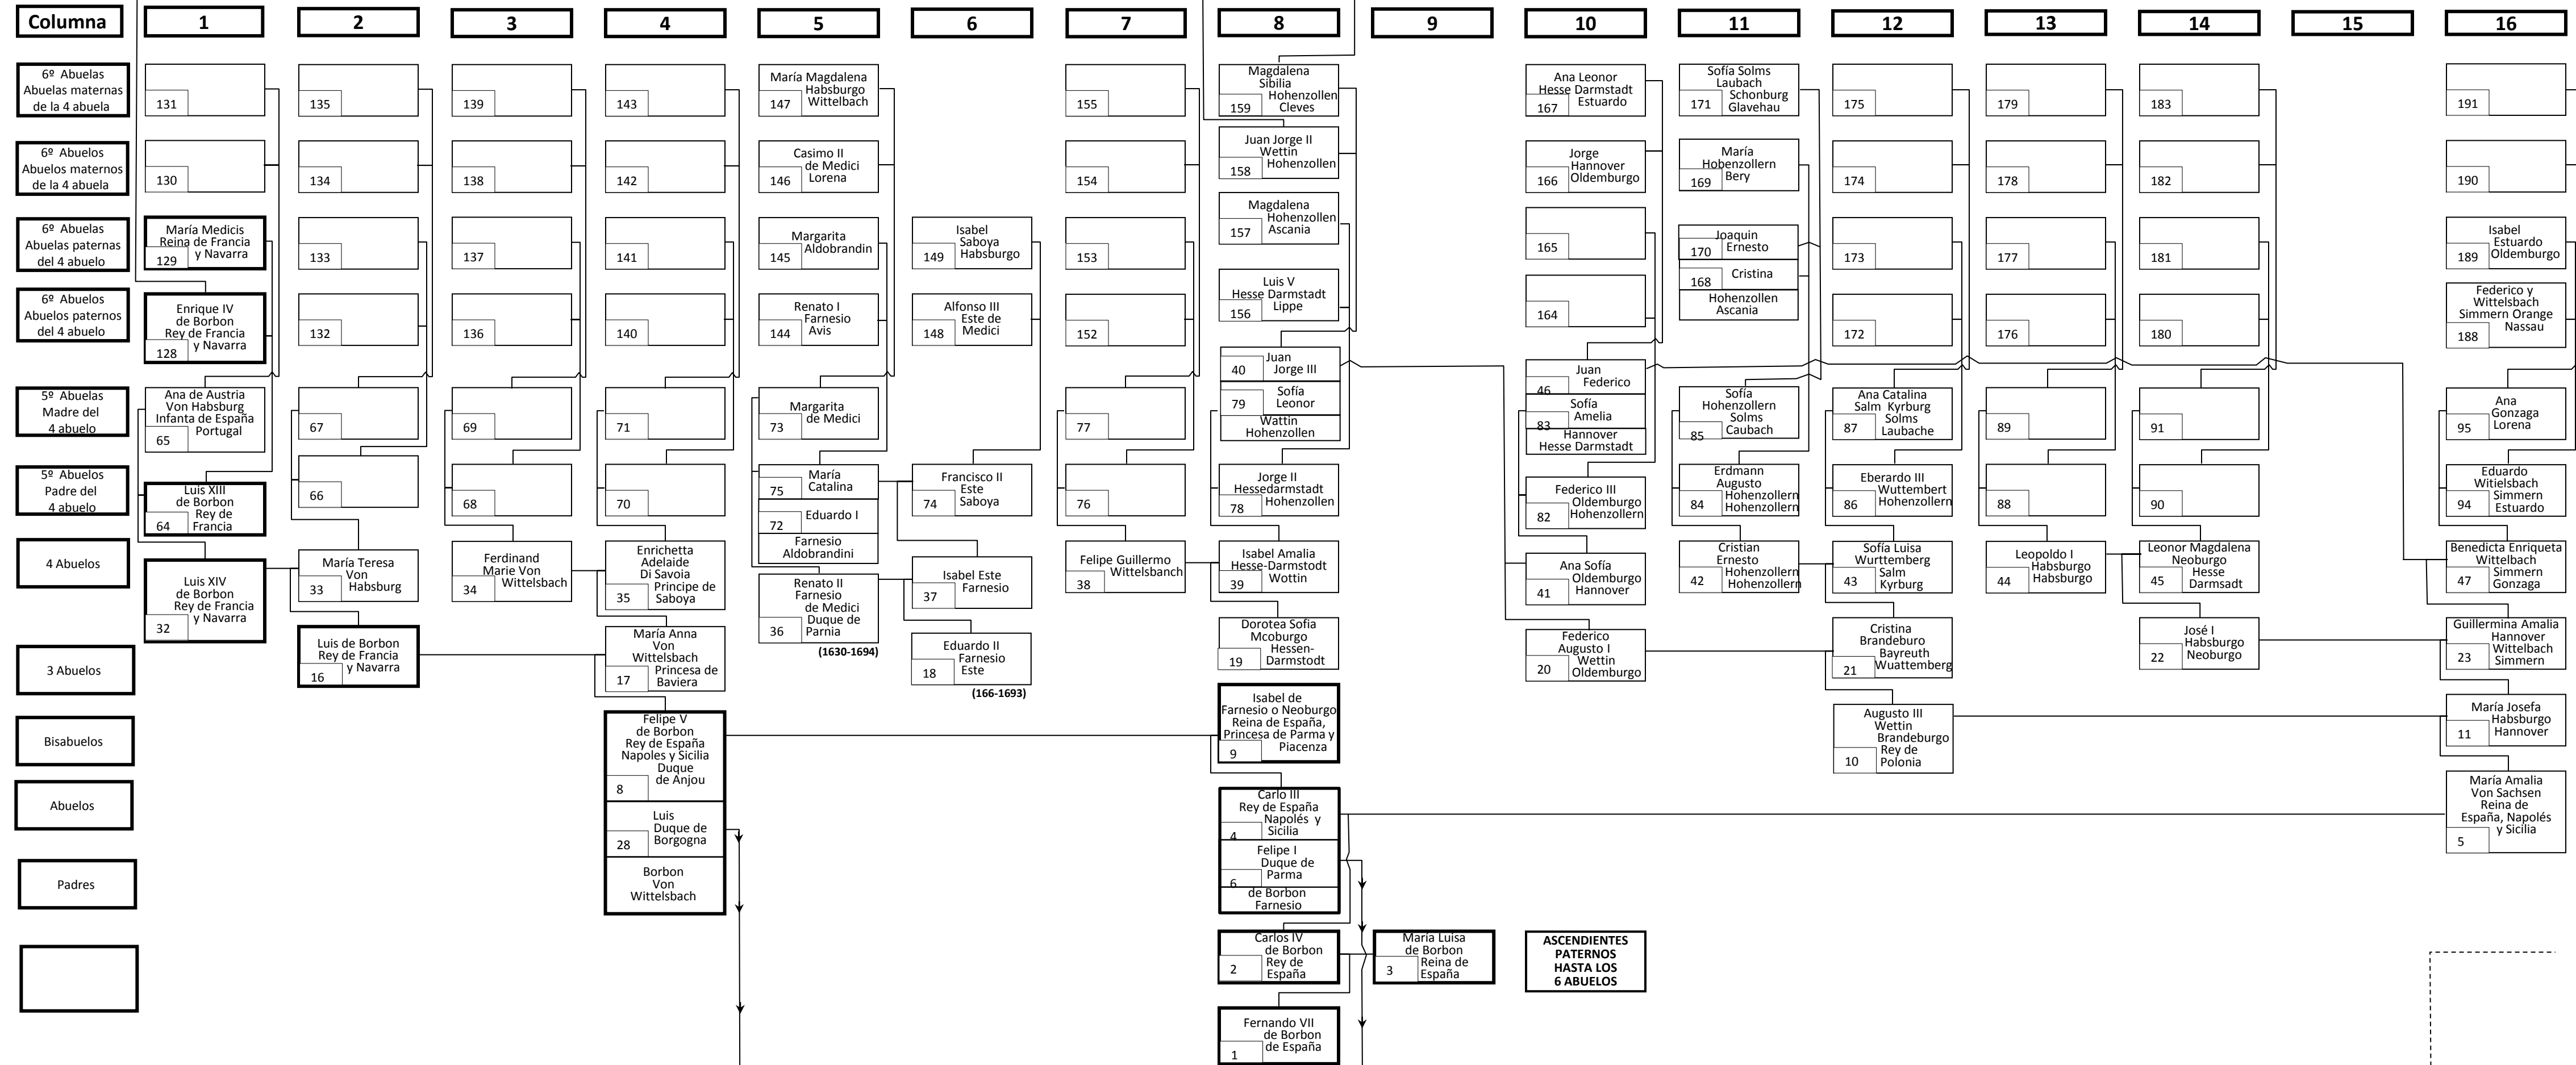 Columna
1
2
3
4
5
6
7
8
9
10
11
12
13
14
15
16
6º Abuelas
Abuelas maternas
de la 4 abuela
131
135
139
143
María Magdalena
Habsburgo
Wittelbach
147
155
Magdalena
Sibilia
Hohenzollen
Cleves
159
Ana Leonor
Hesse Darmstadt
Estuardo
167
Sofía Solms
Laubach
Schonburg
Glavehau
171
175
179
183
191
6º Abuelos
Abuelos maternos
de la 4 abuela
130
134
138
142
Casimo II
de Medici
Lorena
146
154
Juan Jorge II
Wettin
Hohenzollen
158
Jorge
Hannover
Oldemburgo
166
María
Hobenzollern
Bery
169
174
178
182
190
6º Abuelas
Abuelas paternas
del 4 abuelo
María Medicis
Reina de Francia
y Navarra
129
133
137
141
Margarita
Aldobrandin
145
Isabel
Saboya
Habsburgo
149
153
Magdalena
Hohenzollen
Ascania
157
165
Joaquin
Ernesto
170
Cristina
168
Hohenzollen
Ascania
173
177
181
Isabel
Estuardo
Oldemburgo
189
6º Abuelos
Abuelos paternos
del 4 abuelo
Enrique IV
de Borbon
Rey de Francia
y Navarra
128
132
136
140
Renato I
Farnesio
Avis
144
Alfonso III
Este de
Medici
148
152
Luis V
Hesse Darmstadt
Lippe
156
164
172
176
180
Federico y
Wittelsbach
Simmern Orange
Nassau
188
5º Abuelas
Madre del
4 abuelo
Ana de Austria
Von Habsburg
Infanta de España
Portugal
65
67
69
71
Margarita
de Medici
73
77
Juan
Jorge III
40
Sofía
Leonor
79
Wattin
Hohenzollen
Juan
Federico
46
Sofía
Amelia
83
Hannover
Hesse Darmstadt
Sofía
Hohenzollern
Solms
Caubach
85
Ana Catalina
Salm Kyrburg
Solms
Laubache
87
89
91
Ana
Gonzaga
Lorena
95
5º Abuelos
Padre del
4 abuelo
Luis XIII
de Borbon
Rey de
Francia
64
66
68
70
María
Catalina
75
Eduardo I
72
Farnesio
Aldobrandini
Francisco II
Este
Saboya
74
76
Jorge II
Hessedarmstadt
Hohenzollen
78
Federico III
Oldemburgo
Hohenzollern
82
Erdmann
Augusto
Hohenzollern
Hohenzollern
84
Eberardo III
Wuttembert
Hohenzollern
86
88
90
Eduardo
Witielsbach
Simmern
Estuardo
94
4 Abuelos
Luis XIV
de Borbon
Rey de Francia
y Navarra
32
María Teresa
Von
Habsburg
33
Ferdinand
Marie Von
Wittelsbach
34
Enrichetta
Adelaide
Di Savoia
Principe de
Saboya
35
Renato II
Farnesio
de Medici
Duque de
Parnia
36
(1630-1694)
Isabel Este
Farnesio
37
Felipe Guillermo
Wittelsbanch
38
Isabel Amalia
Hesse-Darmstodt
Wottin
39
Ana Sofía
Oldemburgo
Hannover
41
Cristian
Ernesto
Hohenzollern
Hohenzollern
42
Sofía Luisa
Wurttemberg
Salm
Kyrburg
43
Leopoldo I
Habsburgo
Habsburgo
44
Leonor Magdalena
Neoburgo
Hesse
Darmsadt
45
Benedicta Enriqueta
Wittelbach
Simmern
Gonzaga
47
3 Abuelos
Luis de Borbon
Rey de Francia
y Navarra
16
María Anna
Von
Wittelsbach
Princesa de
Baviera
17
Eduardo II
Farnesio
Este
18
(166-1693)
Dorotea Sofia
Mcoburgo
Hessen-
Darmstodt
19
Federico
Augusto I
Wettin
Oldemburgo
20
Cristina
Brandeburo
Bayreuth
Wuattemberg
21
José I
Habsburgo
Neoburgo
22
Guillermina Amalia
Hannover
Wittelbach
Simmern
23
Bisabuelos
Felipe V
de Borbon
Rey de España
Napoles y Sicilia
Duque
de Anjou
8
Luis
Duque de
Borgogna
28
Borbon
Von
Wittelsbach
Isabel de
Farnesio o Neoburgo
Reina de España,
Princesa de Parma y
Piacenza
9
Augusto III
Wettin
Brandeburgo
Rey de
Polonia
10
María Josefa
Habsburgo
Hannover
11
Abuelos
Carlo III
Rey de España
Napolés y
Sicilia
4
Felipe I
Duque de
Parma
6
de Borbon
Farnesio
María Amalia
Von Sachsen
Reina de
España, Napolés
y Sicilia
5
Padres
Carlos IV
de Borbon
Rey de
España
2
María Luisa
de Borbon
Reina de
España
3
ASCENDIENTES
PATERNOS
HASTA LOS
6 ABUELOS
Fernando VII
de Borbon
de España
1